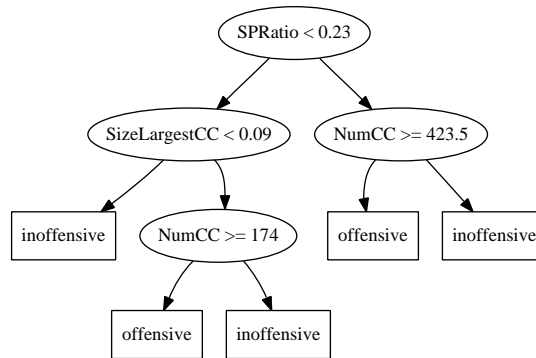 SPRatio < 0.23
SizeLargestCC < 0.09
NumCC >= 423.5
inoffensive
NumCC >= 174
offensive
inoffensive
offensive
inoffensive